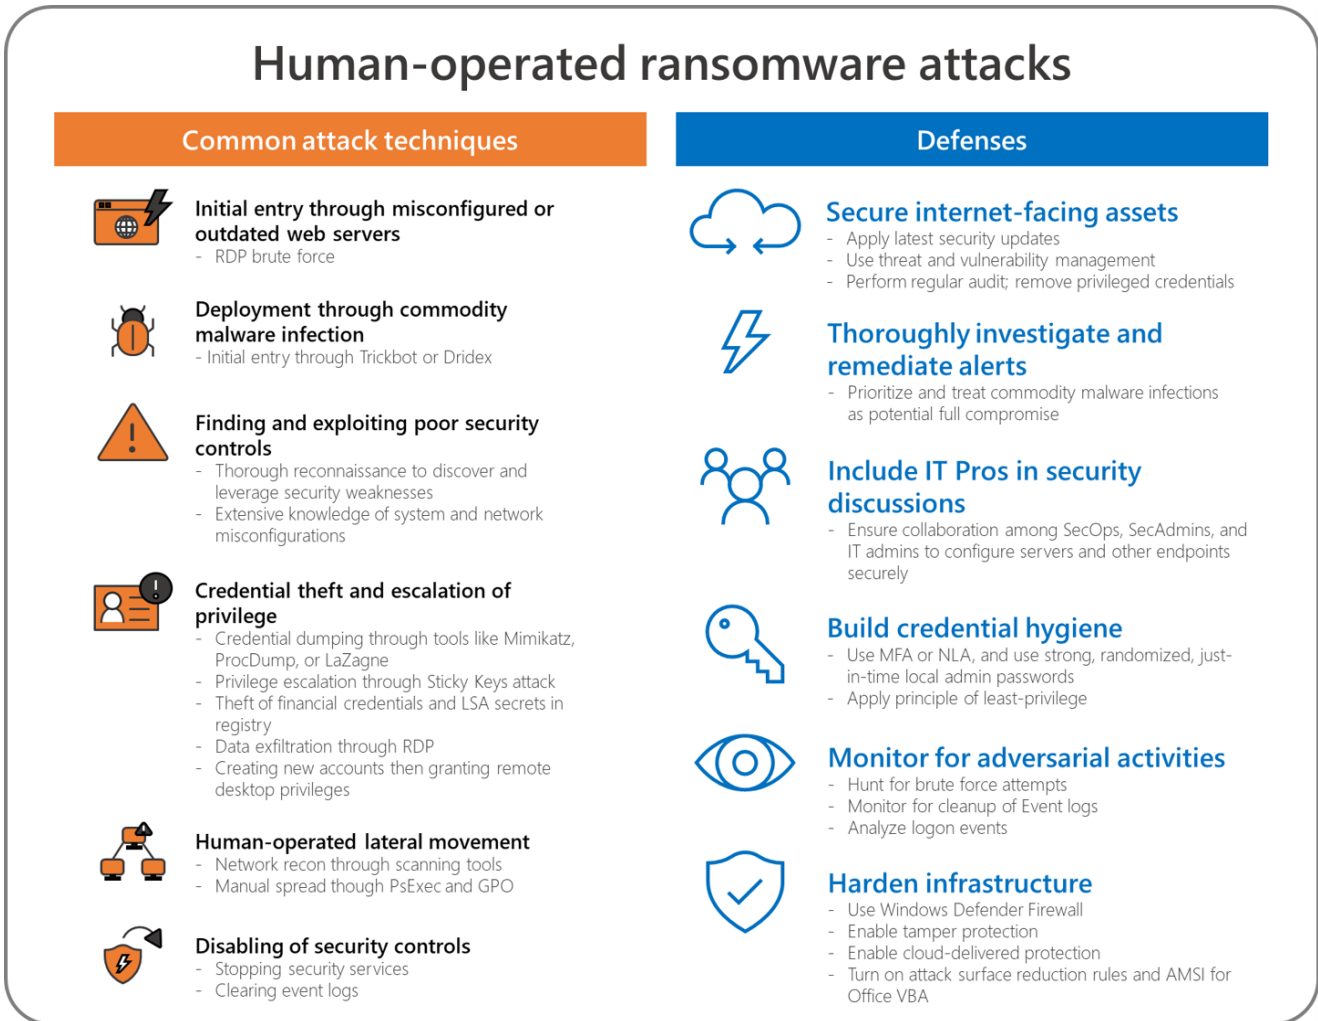 Human-operated ransomware attacks
Common attack techniques
Initial entry through misconfigured or
outdated web servers
- RDP brute force
Deployment through commodity
malware infection
- Initial entry through Trickbot or Dridex
Finding and exploiting poor security
controls
- Thorough reconnaissance to discover and
leverage security weaknesses
- Extensive knowledge of system and network
misconfigurations
Credential theft and escalation of
privilege
- Credential dumping through tools like Mimikatz,
ProcDump, or LaZagne
- Privilege escalation through Sticky Keys attack
- Theft of financial credentials and LSA secrets in
registry
- Data exfiltration through RDP
- Creating new accounts then granting remote
desktop privileges
Human-operated lateral movement
- Network recon through scanning tools
- Manual spread though PsExec and GPO
Disabling of security controls
- Stopping security services
- Clearing event logs
Defenses
Secure internet-facing assets
- Apply latest security updates
- Use threat and vulnerability management
- Perform regular audit; remove privileged credentials
Thoroughly investigate and
remediate alerts
- Prioritize and treat commodity malware infections
as potential full compromise
Include IT Pros in security
discussions
- Ensure collaboration among SecOps, SecAdmins, and
IT admins to configure servers and other endpoints
securely
Build credential hygiene
- Use MFA or NLA, and use strong, randomized, just-
in-time local admin passwords
- Apply principle of least-privilege
Monitor for adversarial activities
- Hunt for brute force attempts
- Monitor for cleanup of Event logs
- Analyze logon events
Harden infrastructure
- Use Windows Defender Firewall
- Enable tamper protection
- Enable cloud-delivered protection
- Turn on attack surface reduction rules and AMSI for
Office VBA